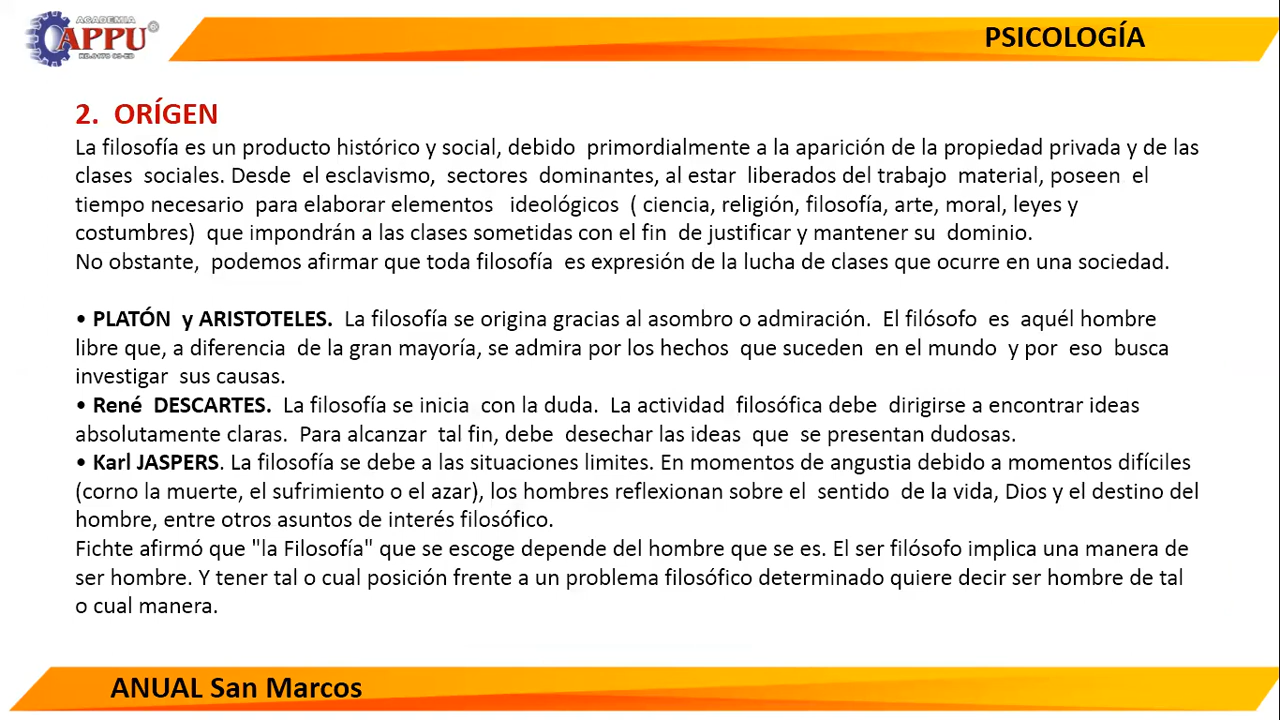 ACADEMIA
APPU
PSICOLOGÍA
2. ORÍGEN
La filosofía es un producto histórico y social, debido primordialmente a la aparición de la propiedad privada y de las
clases sociales. Desde el esclavismo, sectores dominantes, al estar liberados del trabajo material, poseen el
tiempo necesario para elaborar elementos ideológicos ( ciencia, religión, filosofía, arte, moral, leyes y
costumbres) que impondrán a las clases sometidas con el fin de justificar y mantener su dominio.
No obstante, podemos afirmar que toda filosofía es expresión de la lucha de clases que ocurre en una sociedad.
• PLATÓN y ARISTOTELES. La filosofía se origina gracias al asombro o admiración. El filósofo es aquél hombre
libre que, a diferencia de la gran mayoría, se admira por los hechos que suceden en el mundo y por eso busca
investigar sus causas.
• René DESCARTES. La filosofía se inicia con la duda. La actividad filosófica debe dirigirse a encontrar ideas
absolutamente claras. Para alcanzar tal fin, debe desechar las ideas que se presentan dudosas.
• Karl JASPERS. La filosofía se debe a las situaciones limites. En momentos de angustia debido a momentos difíciles
(corno la muerte, el sufrimiento o el azar), los hombres reflexionan sobre el sentido de la vida, Dios y el destino del
hombre, entre otros asuntos de interés filosófico.
Fichte afirmó que "la Filosofía" que se escoge depende del hombre que se es. El ser filósofo implica una manera de
ser hombre. Y tener tal o cual posición frente a un problema filosófico determinado quiere decir ser hombre de tal
o cual manera.
ANUAL San Marcos